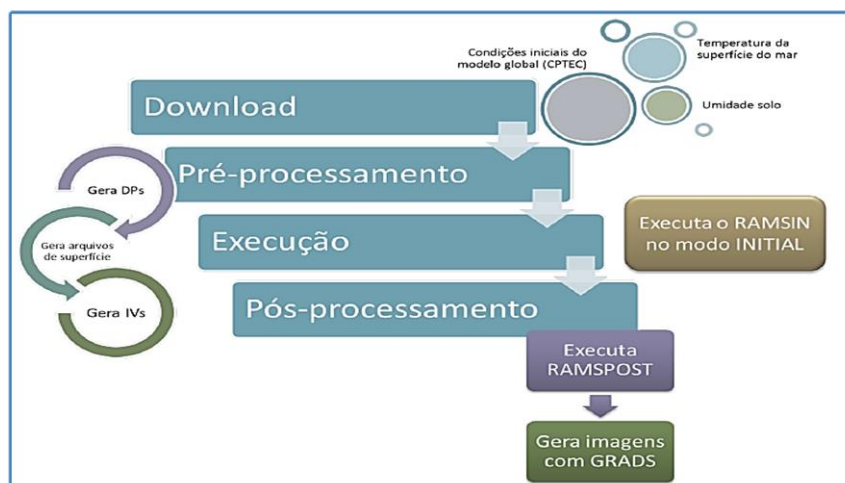 Condições iniciais do
modelo global (CPTEC)
Temperatura da
superfície do mar
Umidade solo
Download
Pré-processamento
Gera DPs
Gera arquivos
de superfície
Gera IVs
Execução
Executa o RAMSIN
no modo INITIAL
Pós-processamento
Executa
RAMSPOST
Gera imagens
com GRADS